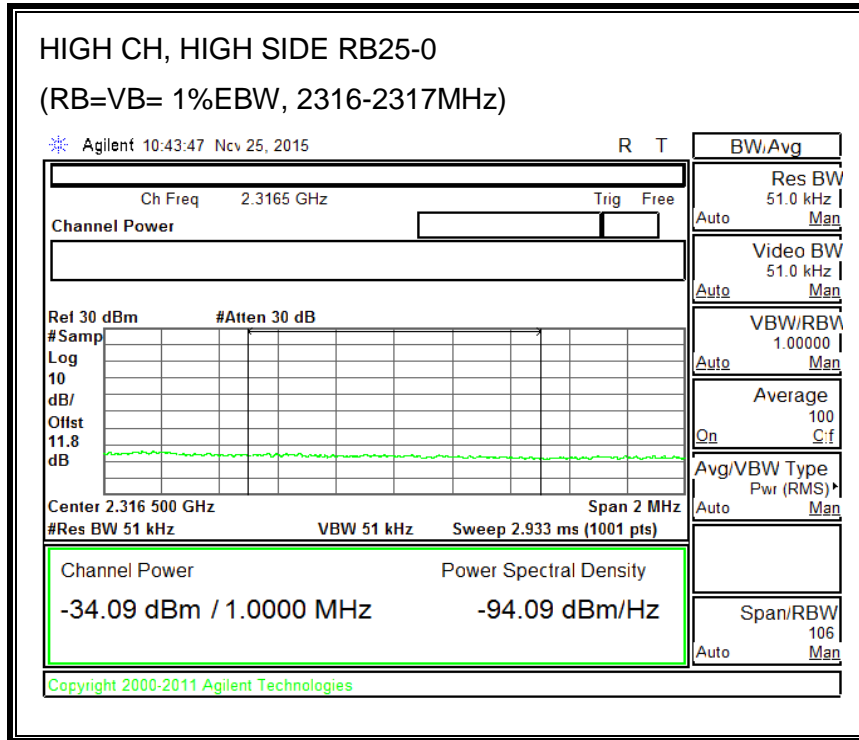 HIGH CH, HIGH SIDE RB25-0
(RB=VB= 1%EBW, 2316-2317MHz)
Agilent 10:43:47 Nov 25, 2015 R T
Ch Freq 2.3165 GHz Trig Free
Channel Power
Ref 30 dBm #Atten 30 dB
#Samp
Log
10
dB/
Offst
11.8
dB
Center 2.316 500 GHz Span 2 MHz
#Res BW 51 kHz VBW 51 kHz Sweep 2.933 ms (1001 pts)
Channel Power Power Spectral Density
-34.09 dBm / 1.0000 MHz -94.09 dBm/Hz
Copyright 2000-2011 Agilent Technologies
BW/Avg
Res BW
51.0 kHz
Auto Man
Video BW
51.0 kHz
Auto Man
VBW/RBW
1.00000
Auto Man
Average
100
On Off
Avg/VBW Type
Pwr (RMS)
Auto Man
Span/RBW
106
Auto Man